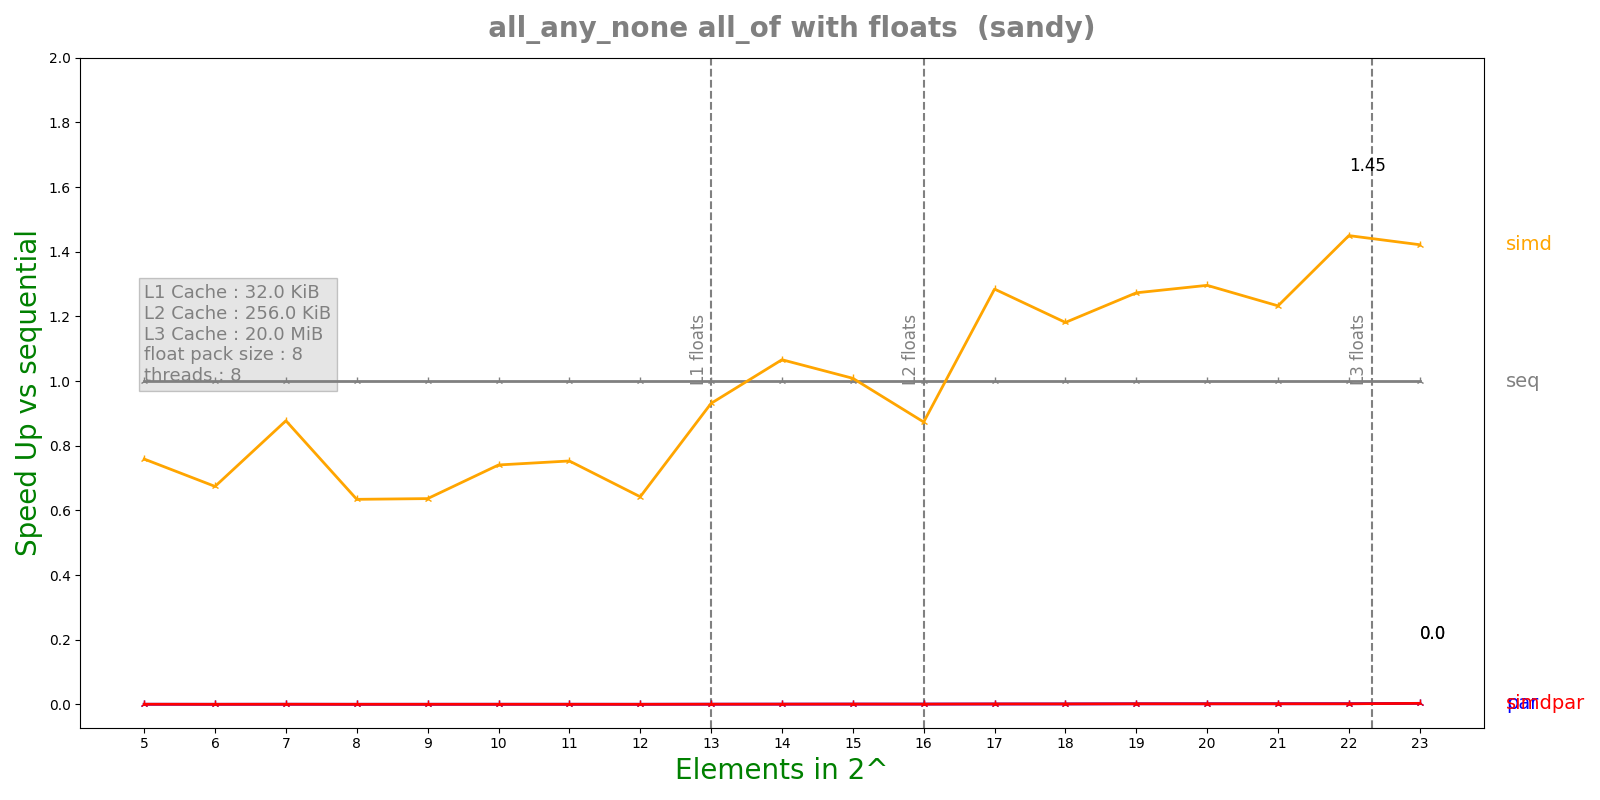 all_any_none all_of with floats (sandy)
Speed Up vs sequential
2.0
1.8
1.6
1.4
1.2
1.0
0.8
0.6
0.4
0.2
0.0
L1 Cache : 32.0 KiB
L2 Cache : 256.0 KiB
L3 Cache : 20.0 MiB
float pack size : 8
threads : 8
L1 floats
L2 floats
L3 floats
1.45
0.0
simd
seq
par
simdpar
5 6 7 8 9 10 11 12 13 14 15 16 17 18 19 20 21 22 23
Elements in 2^